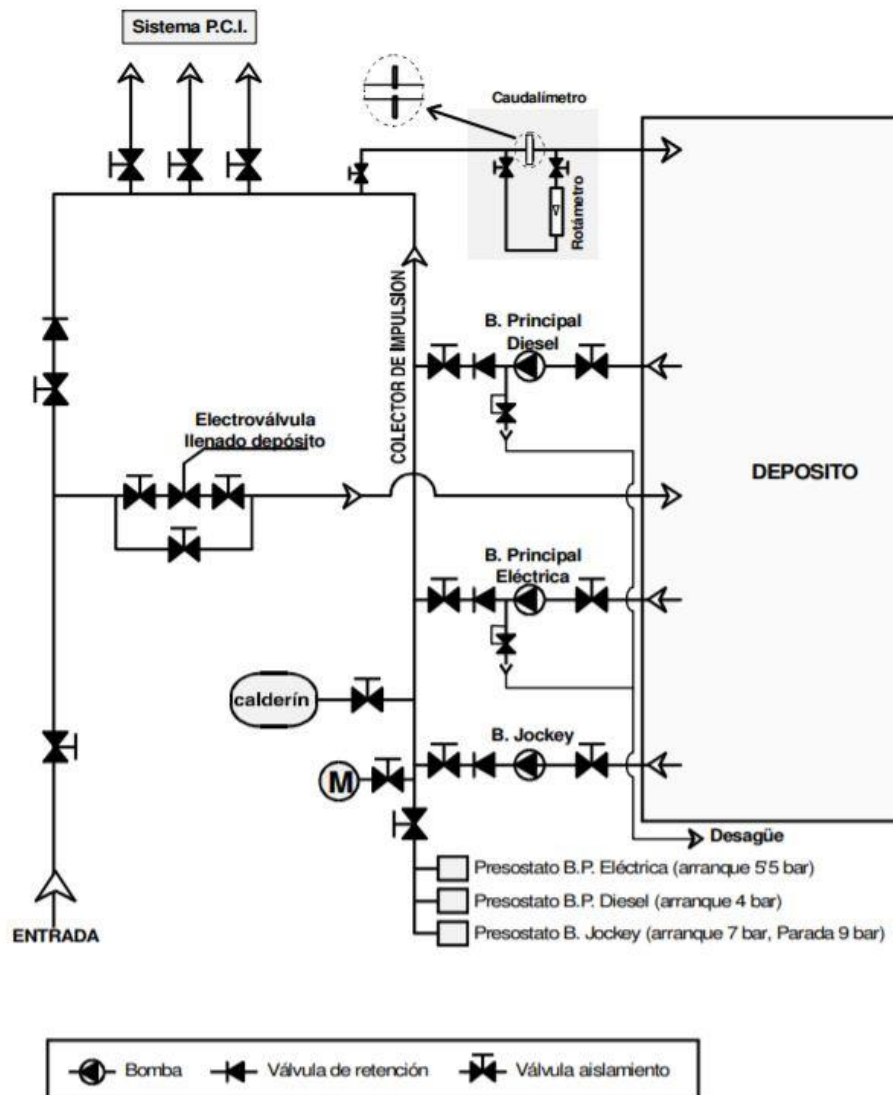 Sistema P.C.I.
Caudalímetro
Rotámetro
COLECTOR DE IMPULSION
B. Principal
Diesel
Electroválvula
llenado depósito
DEPOSITO
B. Principal
Eléctrica
calderín
B. Jockey
M
Desagüe
Presostato B.P. Eléctrica (arranque 5'5 bar)
Presostato B.P. Diesel (arranque 4 bar)
Presostato B. Jockey (arranque 7 bar, Parada 9 bar)
ENTRADA
Bomba
Válvula de retención
Válvula aislamiento